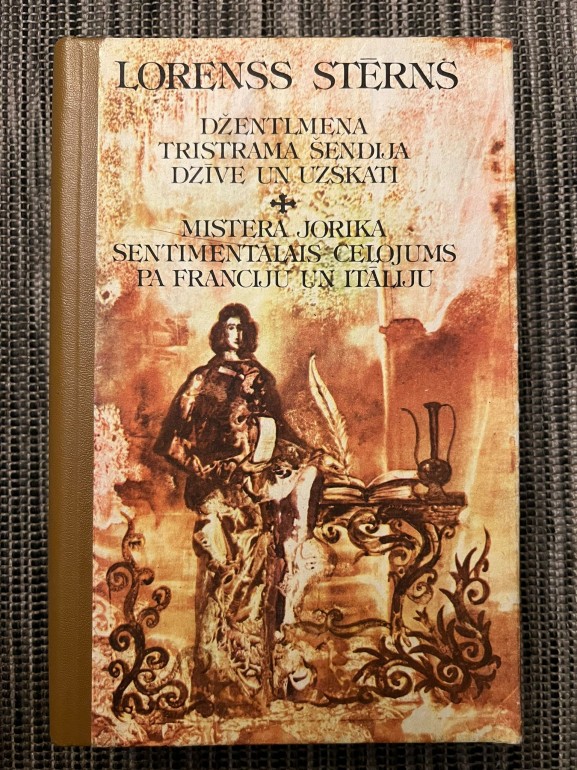 LORENSS STĒRNS
DŽENTLMEŅA
TRISTRAMA ŠENDIJA
DZĪVE UN UZSKATI
MISTERA JORIKA
SENTIMENTĀLAIS CEĻOJUMS
PA FRANCIJU UN ITĀLIJU